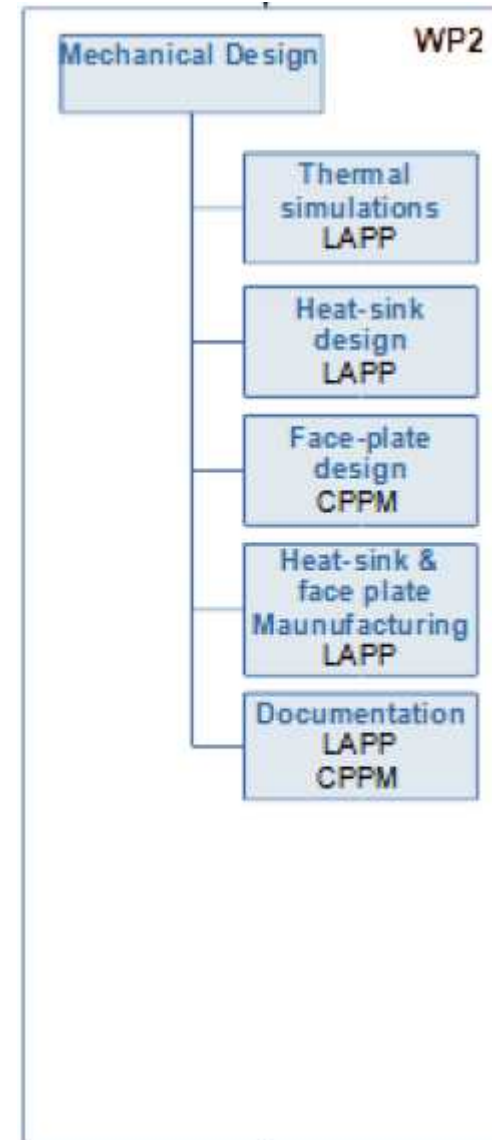 WP2
Mechanical Design
Thermal
simulations
LAPP
Heat-sink
design
LAPP
Face-plate
design
CPPM
Heat-sink &
face plate
Maunufacturing
LAPP
Documentation
LAPP
CPPM